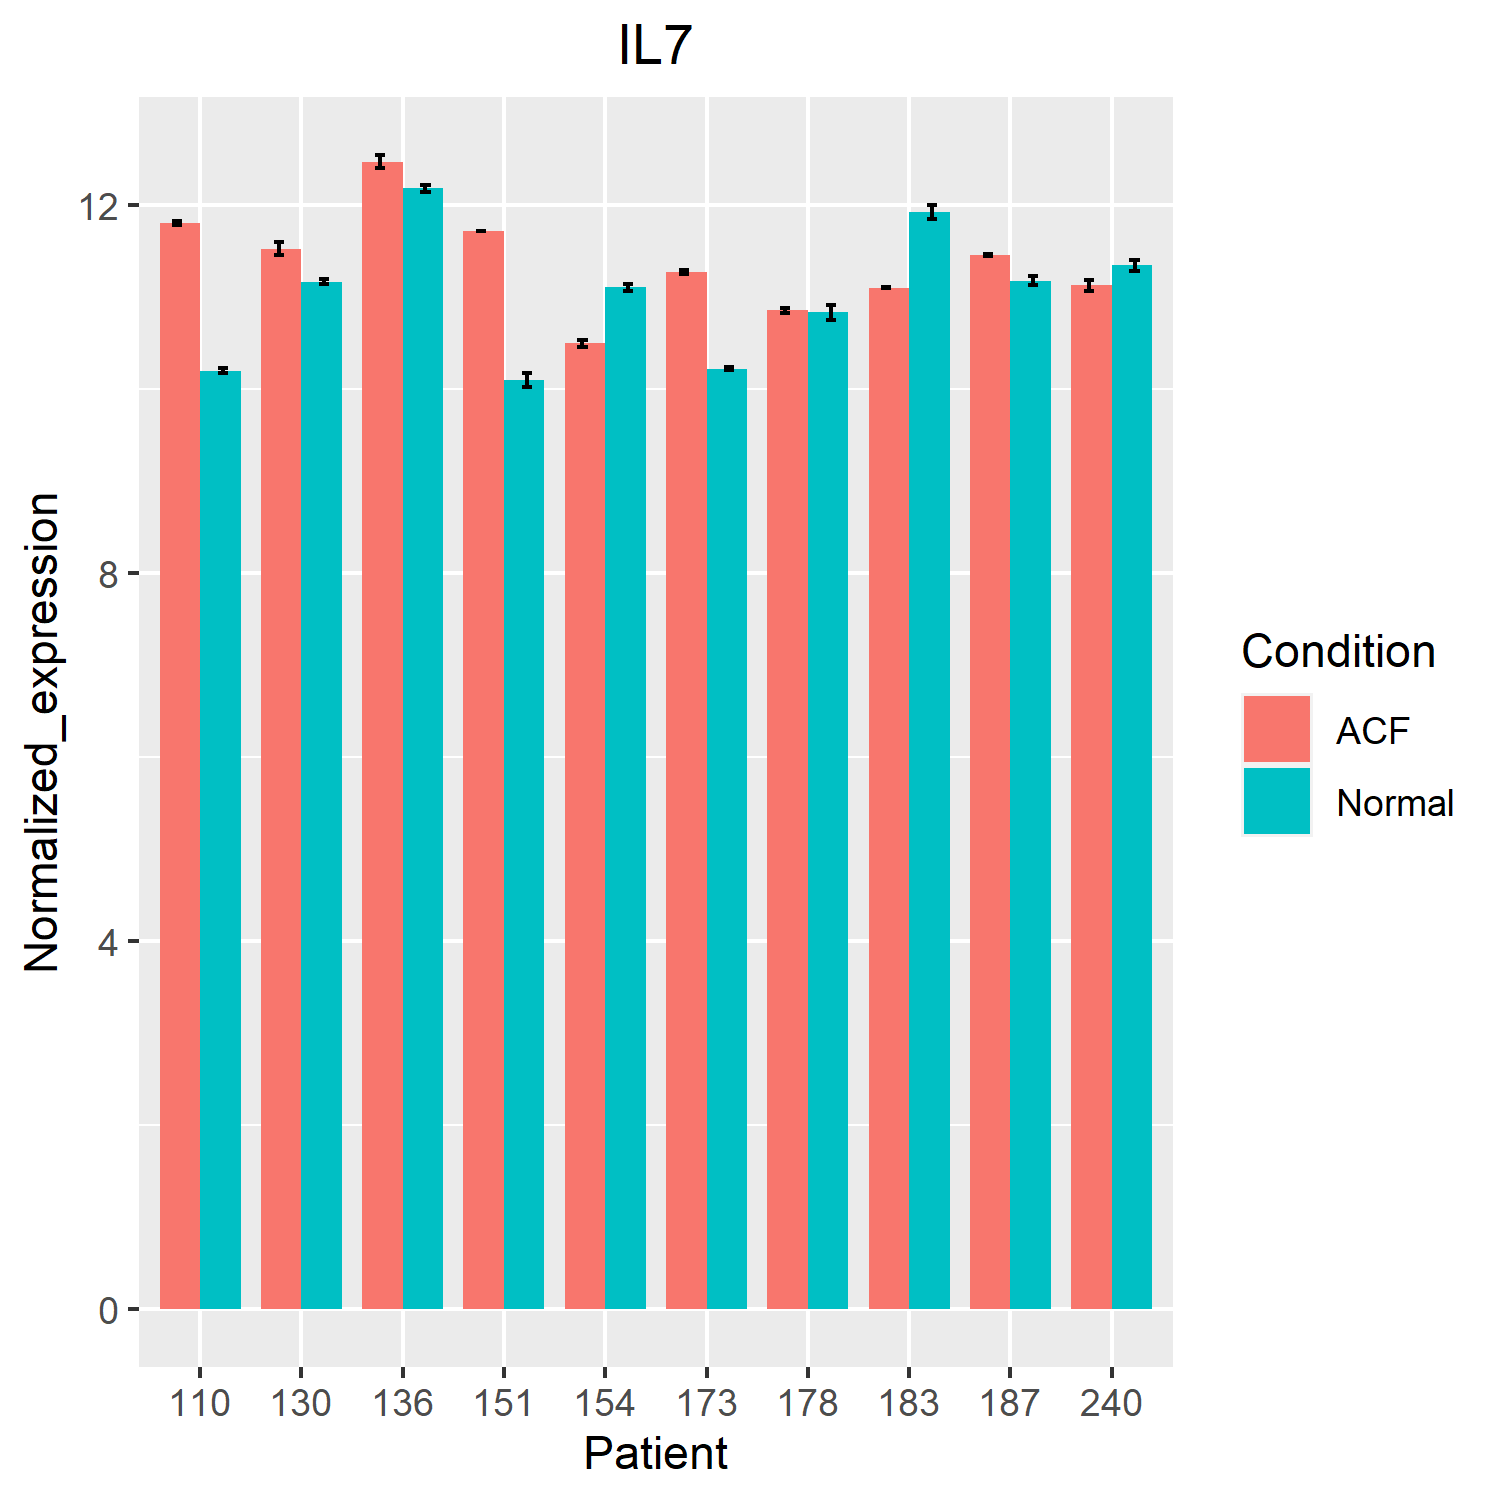 IL7
Normalized_expression
12
8
4
0
110 130 136 151 154 173 178 183 187 240
Patient
Condition
ACF
Normal